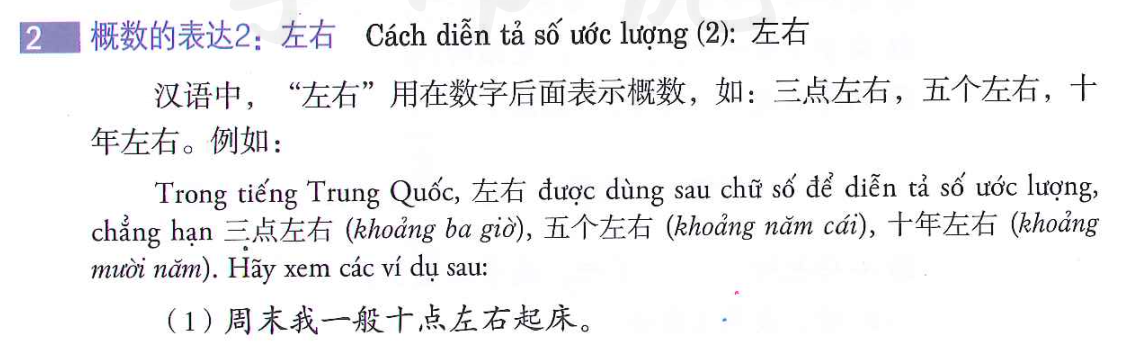 2 概数的表达2：左右 Cách diễn tả số ước lượng (2): 左右
汉语中，“左右”用在数字后面表示概数，如：三点左右，五个左右，十
年左右。例如：
Trong tiếng Trung Quốc, 左右 được dùng sau chữ số để diễn tả số ước lượng,
chẳng hạn 三点左右 (khoảng ba giờ), 五个左右 (khoảng năm cái), 十年左右 (khoảng
mười năm). Hãy xem các ví dụ sau:
（1）周末我一般十点左右起床。